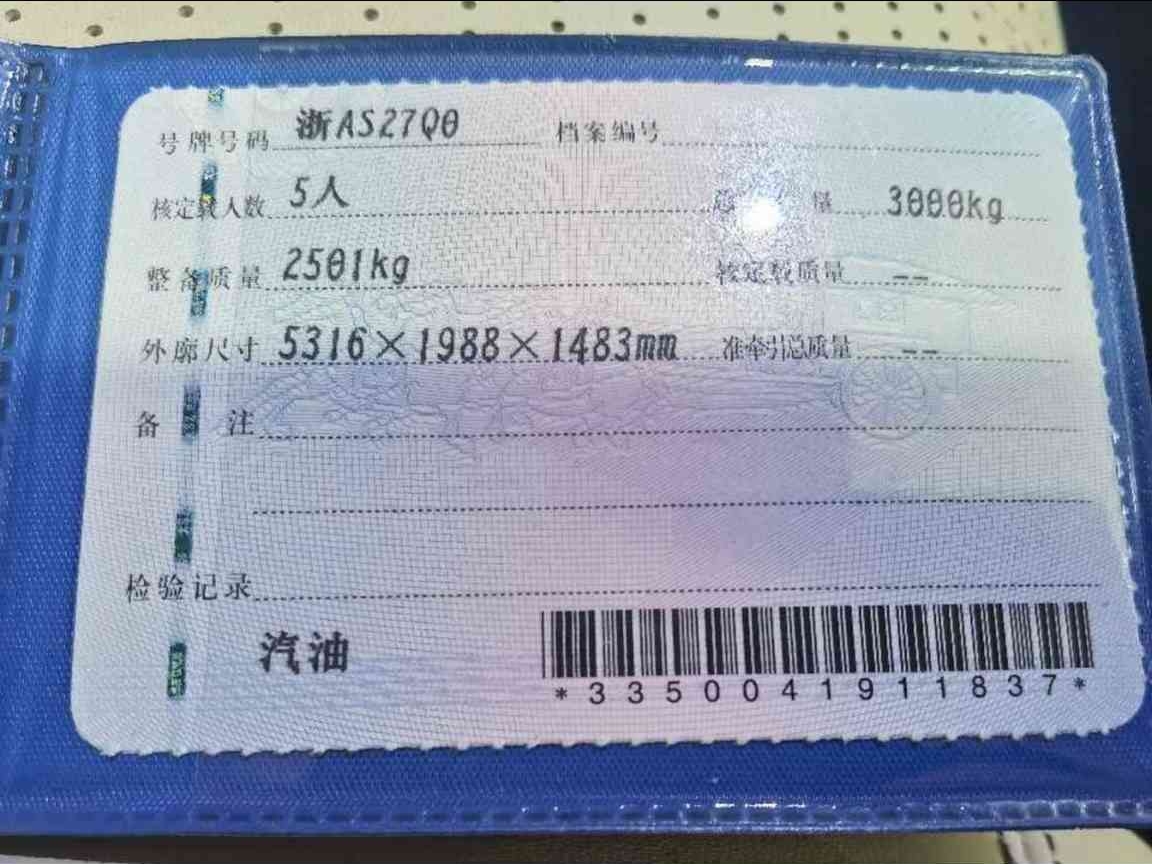 号牌号码 浙AS27Q0 档案编号
核定载人数 5人 总 量 3000kg
整备质量 2501kg 核定载质量 --
外廓尺寸 5316×1988×1483mm 准牵引总质量 --
备 注
检验记录
汽油
*3350041911837*